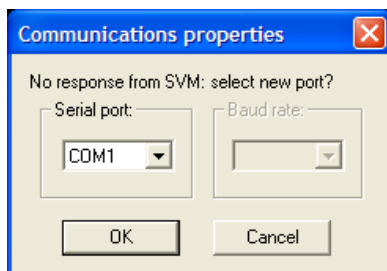 Communications properties
No response from SVM: select new port?
Serial port:
Baud rate:
COM1
OK
Cancel